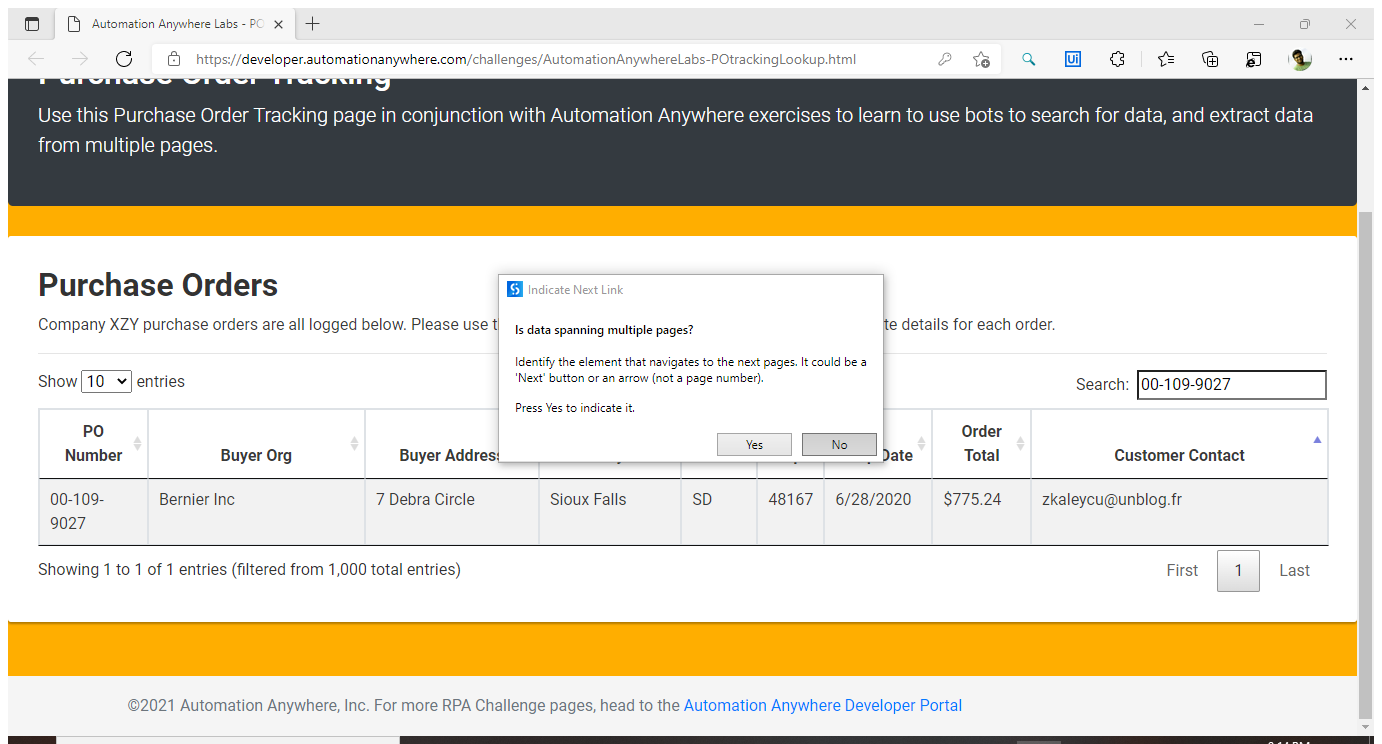 Automation Anywhere Labs - PO
https://developer.automationanywhere.com/challenges/AutomationAnywhereLabs-POtrackingLookup.html
Ui
Purchase Order Tracking
Use this Purchase Order Tracking page in conjunction with Automation Anywhere exercises to learn to use bots to search for data, and extract data
from multiple pages.
Purchase Orders
Company XZY purchase orders are all logged below. Please use
te details for each order.
Indicate Next Link
Is data spanning multiple pages?
Identify the element that navigates to the next pages. It could be a
'Next' button or an arrow (not a page number).
Press Yes to indicate it.
Yes No
Show 10 entries
Search: 00-109-9027
PO Number Buyer Org Buyer Address Date Order Total Customer Contact
00-109-9027 Bernier Inc 7 Debra Circle Sioux Falls SD 48167 6/28/2020 $775.24 zkaleycu@unblog.fr
Showing 1 to 1 of 1 entries (filtered from 1,000 total entries)
First 1 Last
©2021 Automation Anywhere, Inc. For more RPA Challenge pages, head to the Automation Anywhere Developer Portal